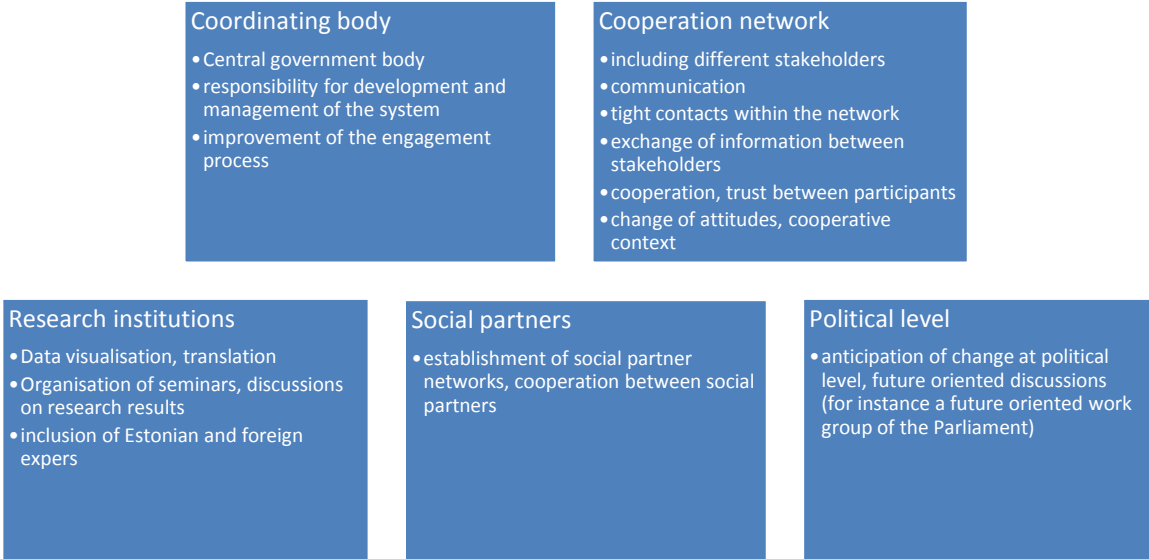 Coordinating body
•Central government body
•responsibility for development and
management of the system
•improvement of the engagement
process
Cooperation network
•including different stakeholders
•communication
•tight contacts within the network
•exchange of information between
stakeholders
•cooperation, trust between participants
•change of attitudes, cooperative
context
Research institutions
•Data visualisation, translation
•Organisation of seminars, discussions
on research results
•inclusion of Estonian and foreign
expers
Social partners
•establishment of social partner
networks, cooperation between social
partners
Political level
•anticipation of change at political
level, future oriented discussions
(for instance a future oriented work
group of the Parliament)